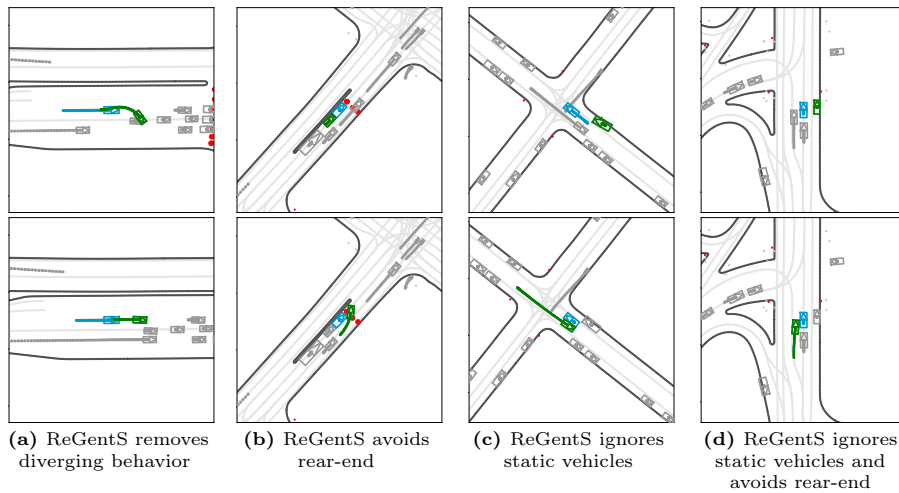 (a) ReGentS removes
diverging behavior
(b) ReGentS avoids
rear-end
(c) ReGentS ignores
static vehicles
(d) ReGentS ignores
static vehicles and
avoids rear-end